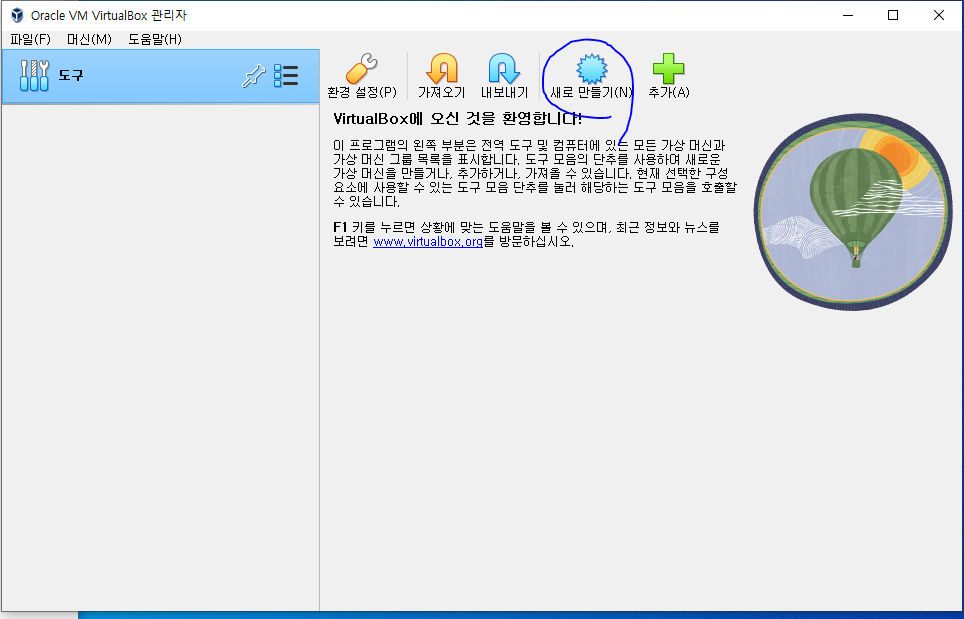 Oracle VM VirtualBox 관리자
파일(F) 머신(M) 도움말(H)
도구
환경 설정(P) 가져오기 내보내기 새로 만들기(N) 추가(A)
VirtualBox에 오신 것을 환영합니다!
이 프로그램의 왼쪽 부분은 전역 도구 및 컴퓨터에 있는 모든 가상 머신과
가상 머신 그룹 목록을 표시합니다. 도구 모음의 단추를 사용하여 새로운
가상 머신을 만들거나, 추가하거나, 가져올 수 있습니다. 현재 선택한 구성
요소에 사용할 수 있는 도구 모음 단추를 눌러 해당하는 도구 모음을 호출할
수 있습니다.
F1 키를 누르면 상황에 맞는 도움말을 볼 수 있으며, 최근 정보와 뉴스를
보려면 www.virtualbox.org를 방문하십시오.